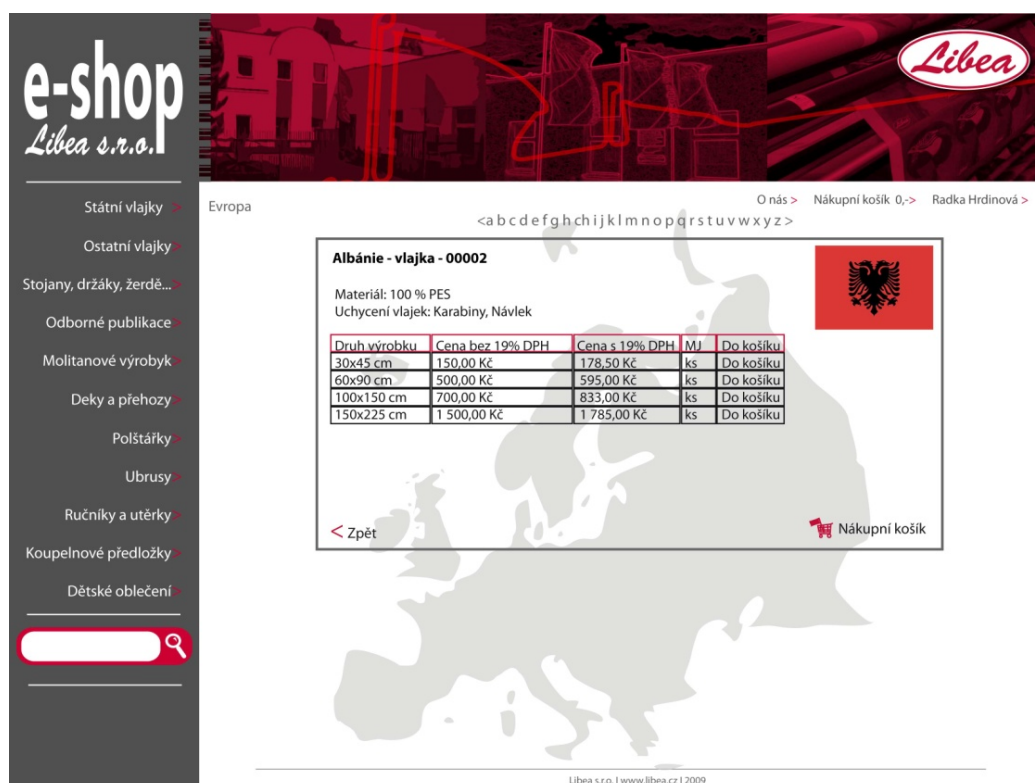 e-shop
Libea s.r.o.
Libea
Státní vlajky >
Ostatní vlajky>
Stojany, držáky, žerdě...>
Odborné publikace>
Molitanové výrobyk>
Deky a přehozy>
Polštářky>
Ubrusy>
Ručníky a utěrky>
Koupelnové předložky>
Dětské oblečení>
Evropa
O nás > Nákupní košík 0,-> Radka Hrdinová >
<a b c d e f g h ch i j k l m n o p q r s t u v w x y z >
Albánie - vlajka - 00002
Materiál: 100 % PES
Uchycení vlajek: Karabiny, Návlek
Druh výrobku Cena bez 19% DPH Cena s 19% DPH MJ Do košíku
30x45 cm 150,00 Kč 178,50 Kč ks Do košíku
60x90 cm 500,00 Kč 595,00 Kč ks Do košíku
100x150 cm 700,00 Kč 833,00 Kč ks Do košíku
150x225 cm 1 500,00 Kč 1 785,00 Kč ks Do košíku
< Zpět
Nákupní košík
Libea s.r.o. | www.libea.cz | 2009